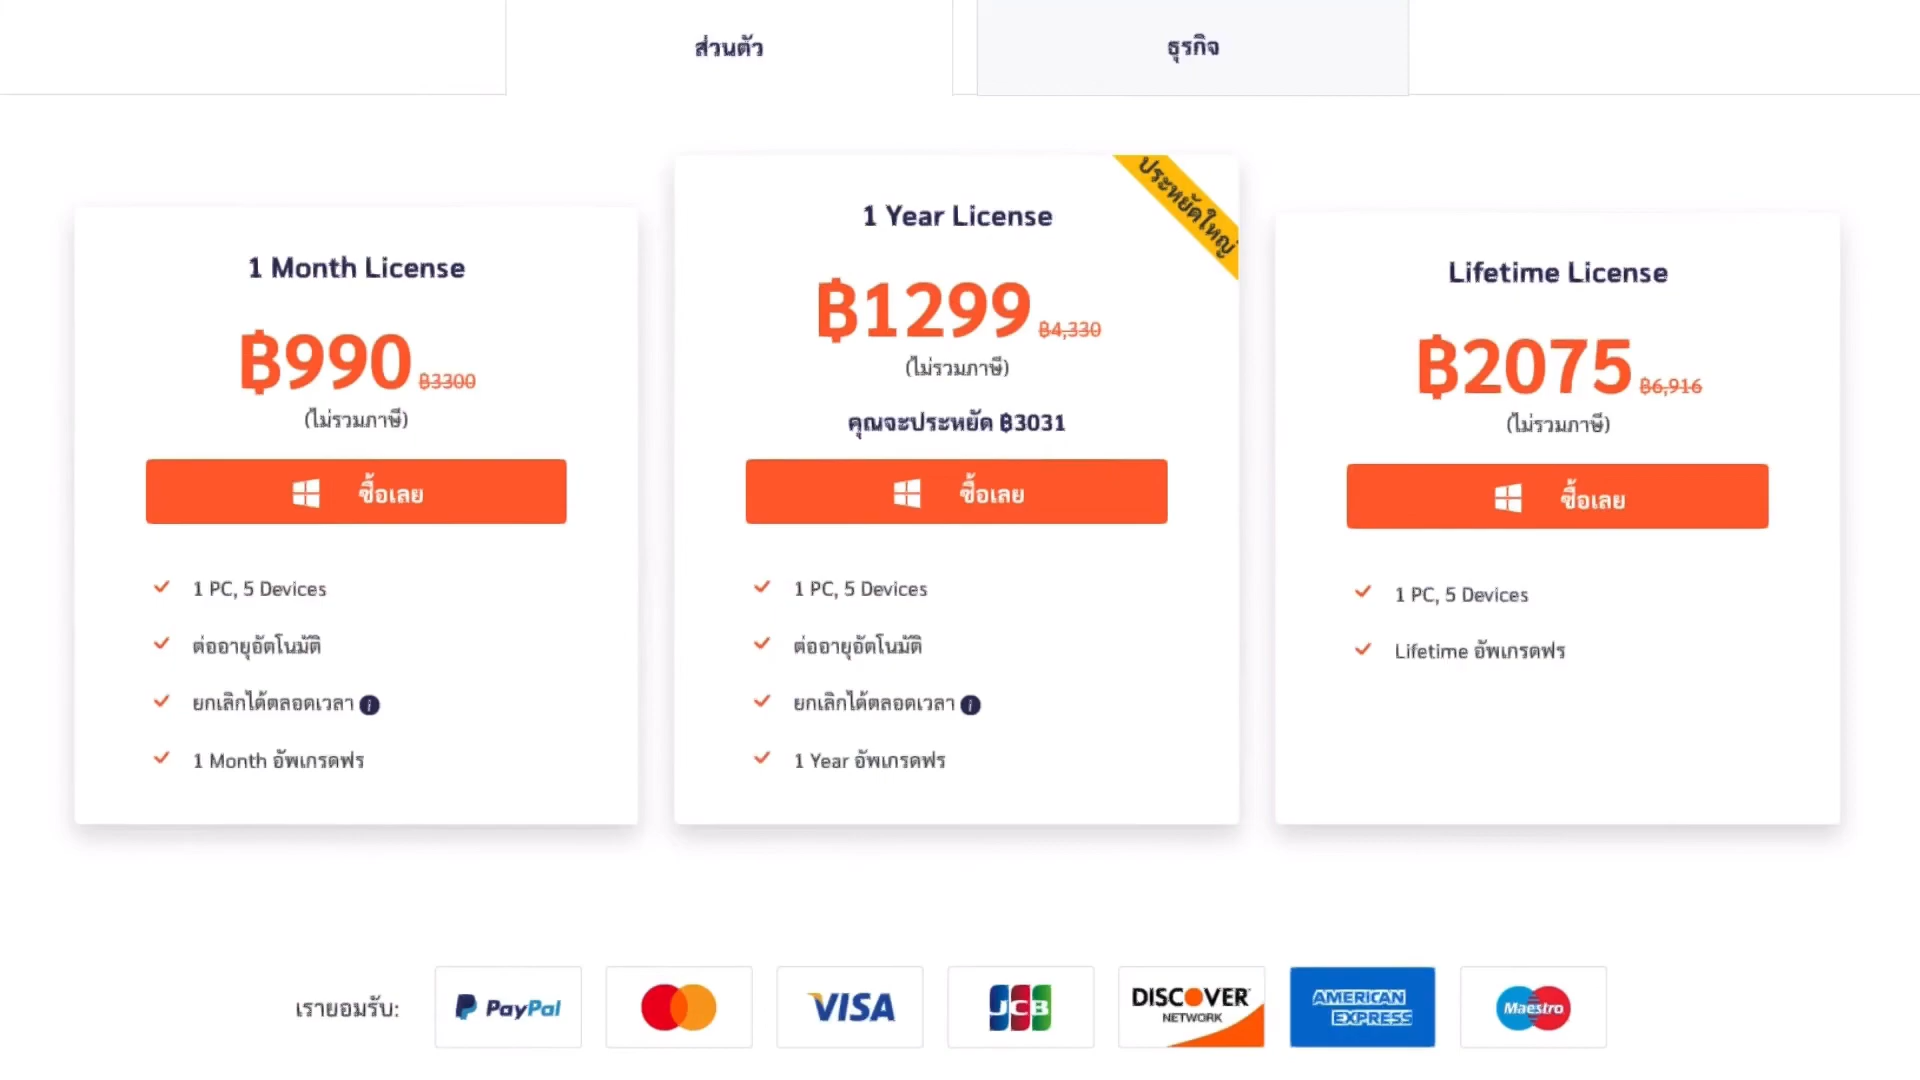 ส่วนตัว
ธุรกิจ
1 Month License
฿990 ฿3300
(ไม่รวมภาษี)
ซื้อเลย
1 PC, 5 Devices
ต่ออายุอัตโนมัติ
ยกเลิกได้ตลอดเวลา i
1 Month อัพเกรดฟร
ประหยัดใหญ่
1 Year License
฿1299 ฿4,330
(ไม่รวมภาษี)
คุณจะประหยัด ฿3031
ซื้อเลย
1 PC, 5 Devices
ต่ออายุอัตโนมัติ
ยกเลิกได้ตลอดเวลา i
1 Year อัพเกรดฟร
Lifetime License
฿2075 ฿6,916
(ไม่รวมภาษี)
ซื้อเลย
1 PC, 5 Devices
Lifetime อัพเกรดฟร
เรายอมรับ:
PayPal
VISA
JCB
DISCOVER
NETWORK
AMERICAN
EXPRESS
Maestro